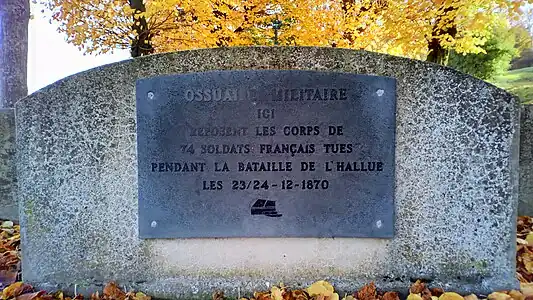 OSSUAIRE MILITAIRE
ICI
REPOSENT LES CORPS DE
74 SOLDATS FRANÇAIS TUES
PENDANT LA BATAILLE DE L'HALLUE
LES 23/24-12-1870